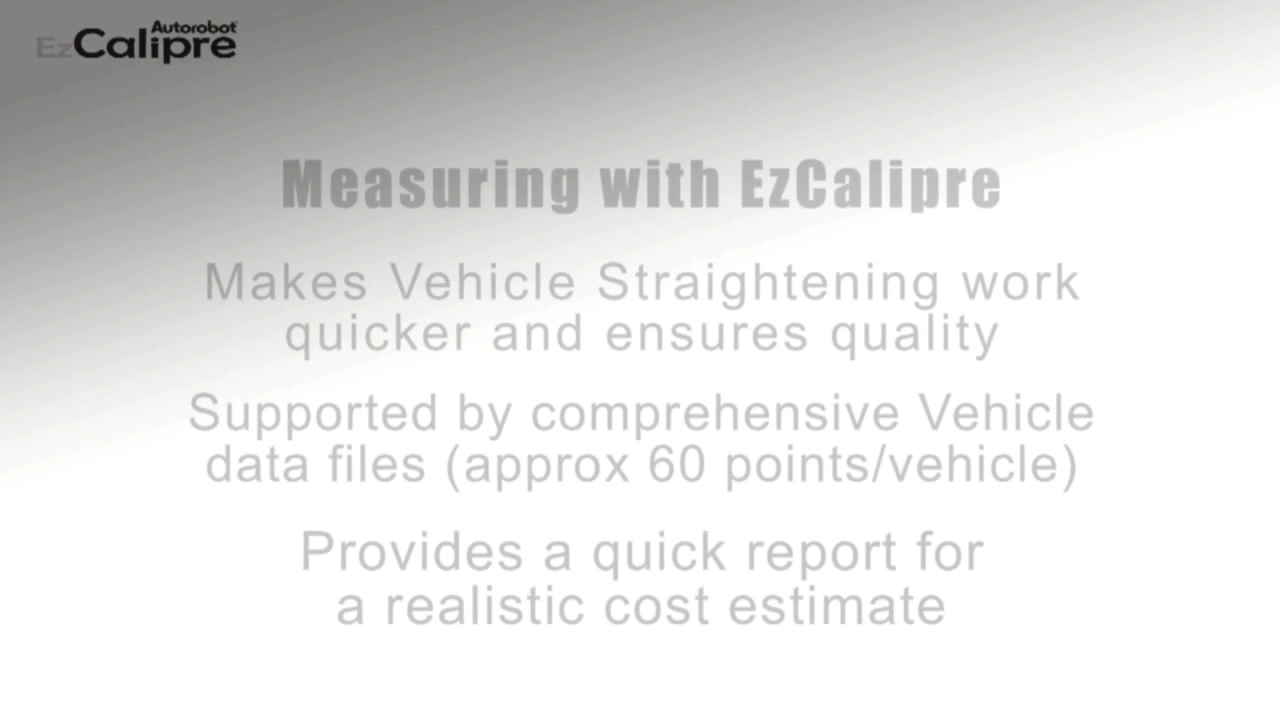 Autorobot
EzCalipre
Measuring with EzCalipre
Makes Vehicle Straightening work
quicker and ensures quality
Supported by comprehensive Vehicle
data files (approx 60 points/vehicle)
Provides a quick report for
a realistic cost estimate